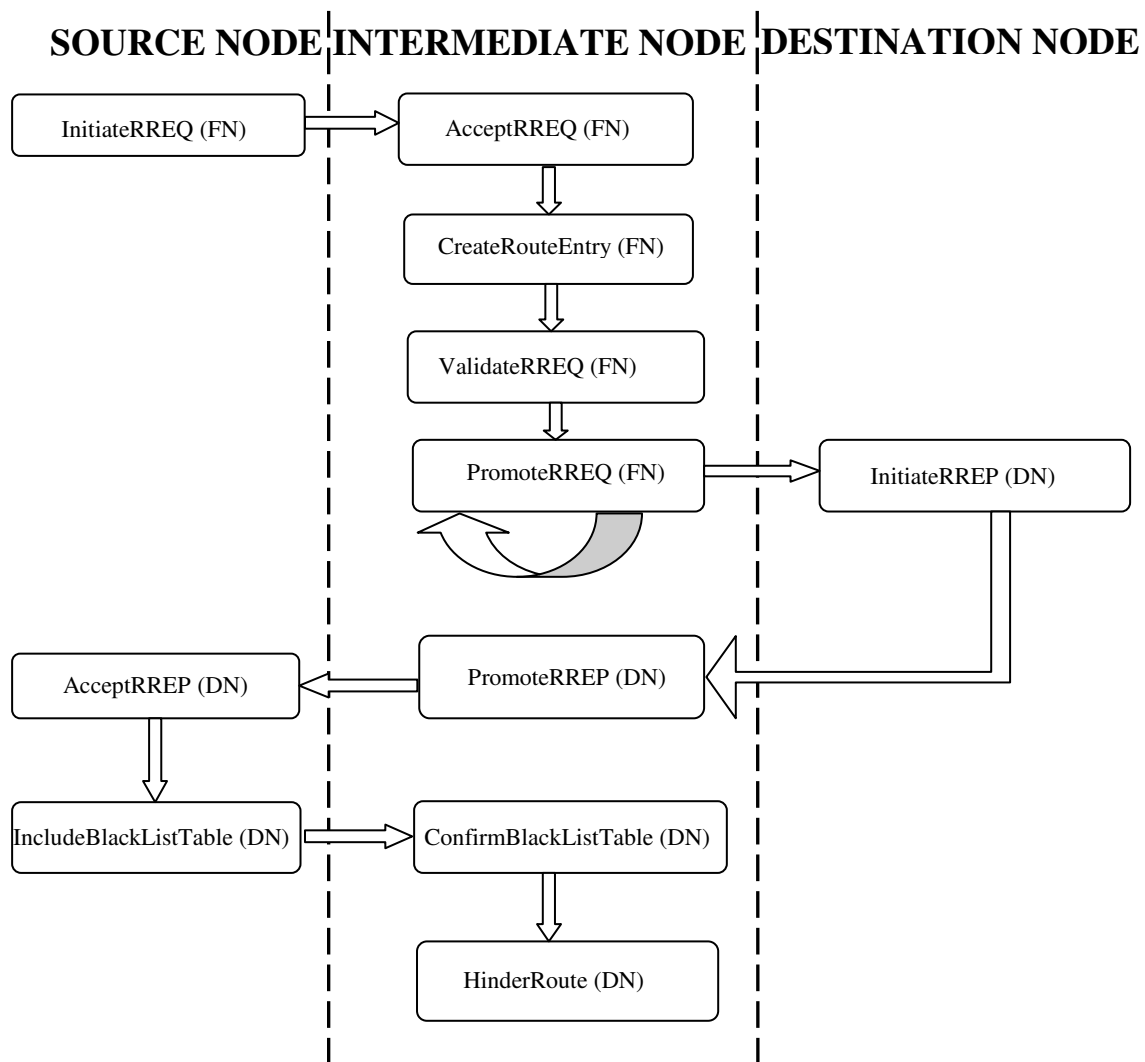 SOURCE NODE
INTERMEDIATE NODE
DESTINATION NODE
InitiateRREQ (FN)
AcceptRREQ (FN)
CreateRouteEntry (FN)
ValidateRREQ (FN)
PromoteRREQ (FN)
InitiateRREP (DN)
PromoteRREP (DN)
AcceptRREP (DN)
IncludeBlackListTable (DN)
ConfirmBlackListTable (DN)
HinderRoute (DN)